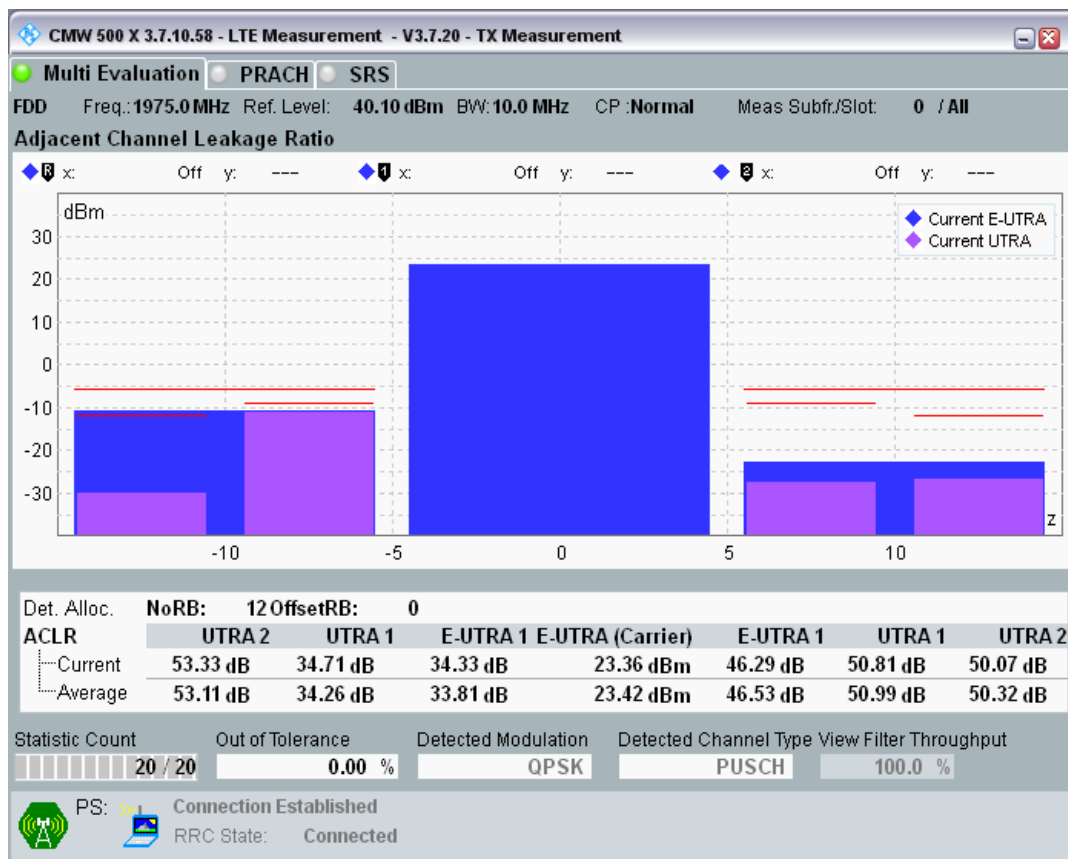 CMW 500 X 3.7.10.58 - LTE Measurement - V3.7.20 - TX Measurement
Multi Evaluation PRACH SRS
FDD Freq.:1975.0 MHz Ref. Level: 40.10 dBm BW: 10.0 MHz CP :Normal Meas Subfr./Slot: 0 / All
Adjacent Channel Leakage Ratio
R x: Off y: --- 1 x: Off y: --- 2 x: Off y: ---
dBm
Current E-UTRA
Current UTRA
30
20
10
0
-10
-20
-30
z
-10 -5 0 5 10
Det. Alloc. NoRB: 12 OffsetRB: 0
ACLR UTRA 2 UTRA 1 E-UTRA 1 E-UTRA (Carrier) E-UTRA 1 UTRA 1 UTRA 2
Current 53.33 dB 34.71 dB 34.33 dB 23.36 dBm 46.29 dB 50.81 dB 50.07 dB
Average 53.11 dB 34.26 dB 33.81 dB 23.42 dBm 46.53 dB 50.99 dB 50.32 dB
Statistic Count Out of Tolerance Detected Modulation Detected Channel Type View Filter Throughput
20 / 20 0.00 % QPSK PUSCH 100.0 %
PS: Connection Established
RRC State: Connected